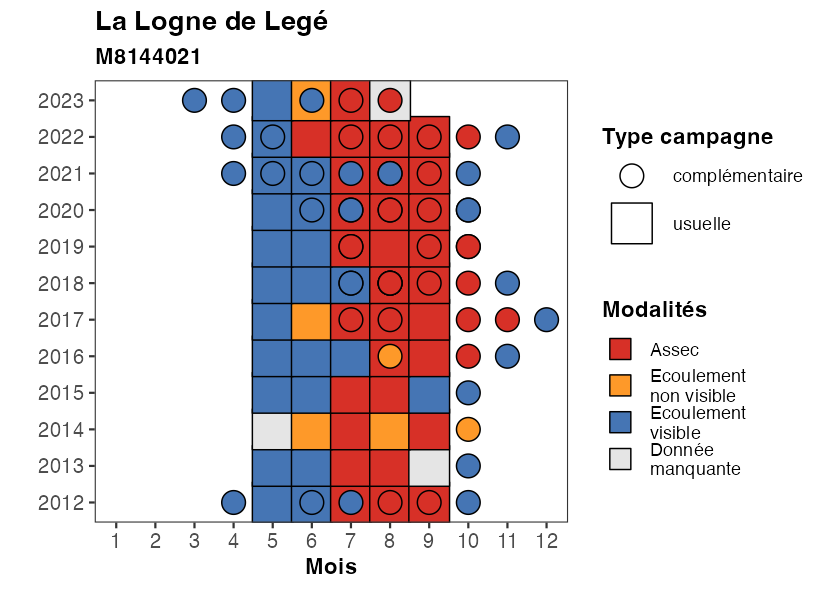 La Logne de Legé
M8144021
2023
2022
2021
2020
2019
2018
2017
2016
2015
2014
2013
2012
1 2 3 4 5 6 7 8 9 10 11 12
Mois
Type campagne
complémentaire
usuelle
Modalités
Assec
Ecoulement
non visible
Ecoulement
visible
Donnée
manquante